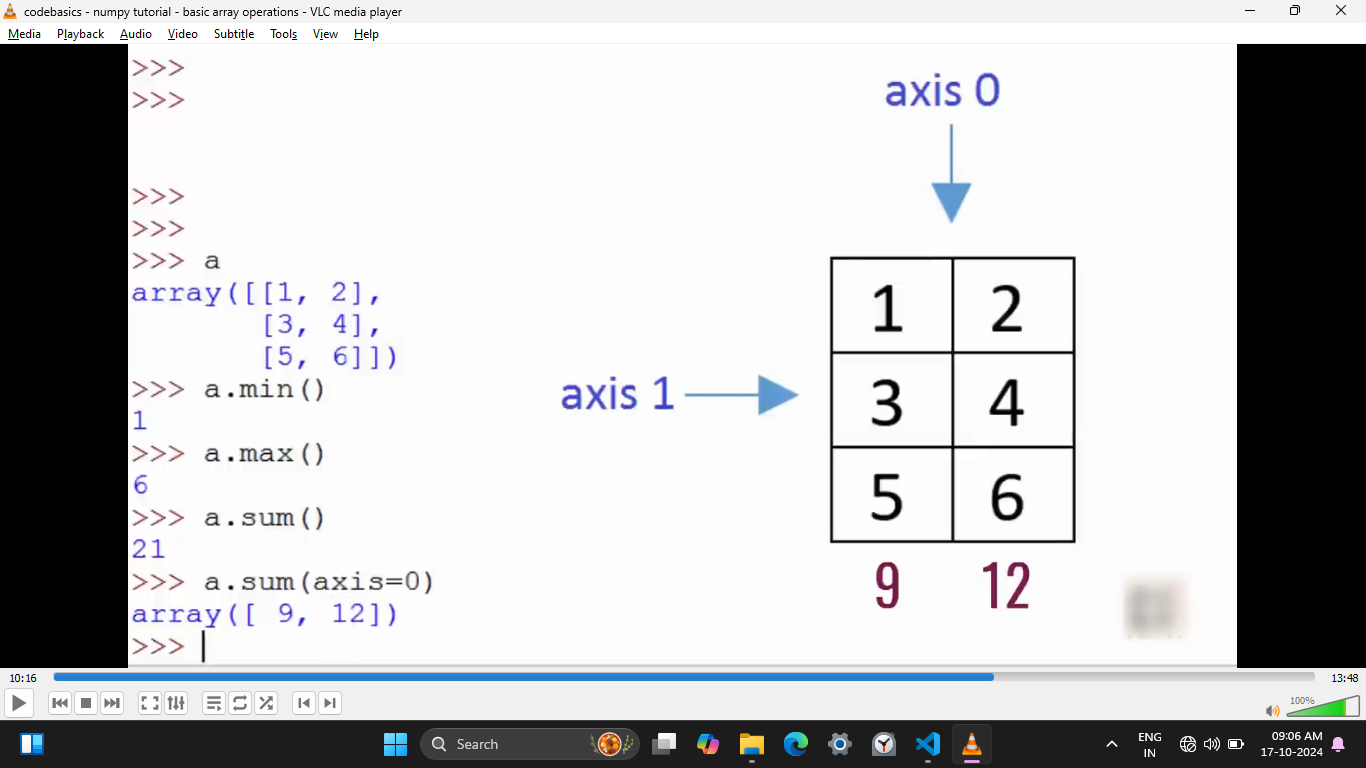 codebasics - numpy tutorial - basic array operations - VLC media player
Media Playback Audio Video Subtitle Tools View Help
>>>
>>>
>>>
>>>
>>> a
array([[1, 2],
[3, 4],
[5, 6]])
>>> a.min()
1
>>> a.max()
6
>>> a.sum()
21
>>> a.sum(axis=0)
array([ 9, 12])
>>>
axis 0
axis 1
1 2
3 4
5 6
9 12
10:16
13:48
100%
Search
ENG
IN
09:06 AM
17-10-2024